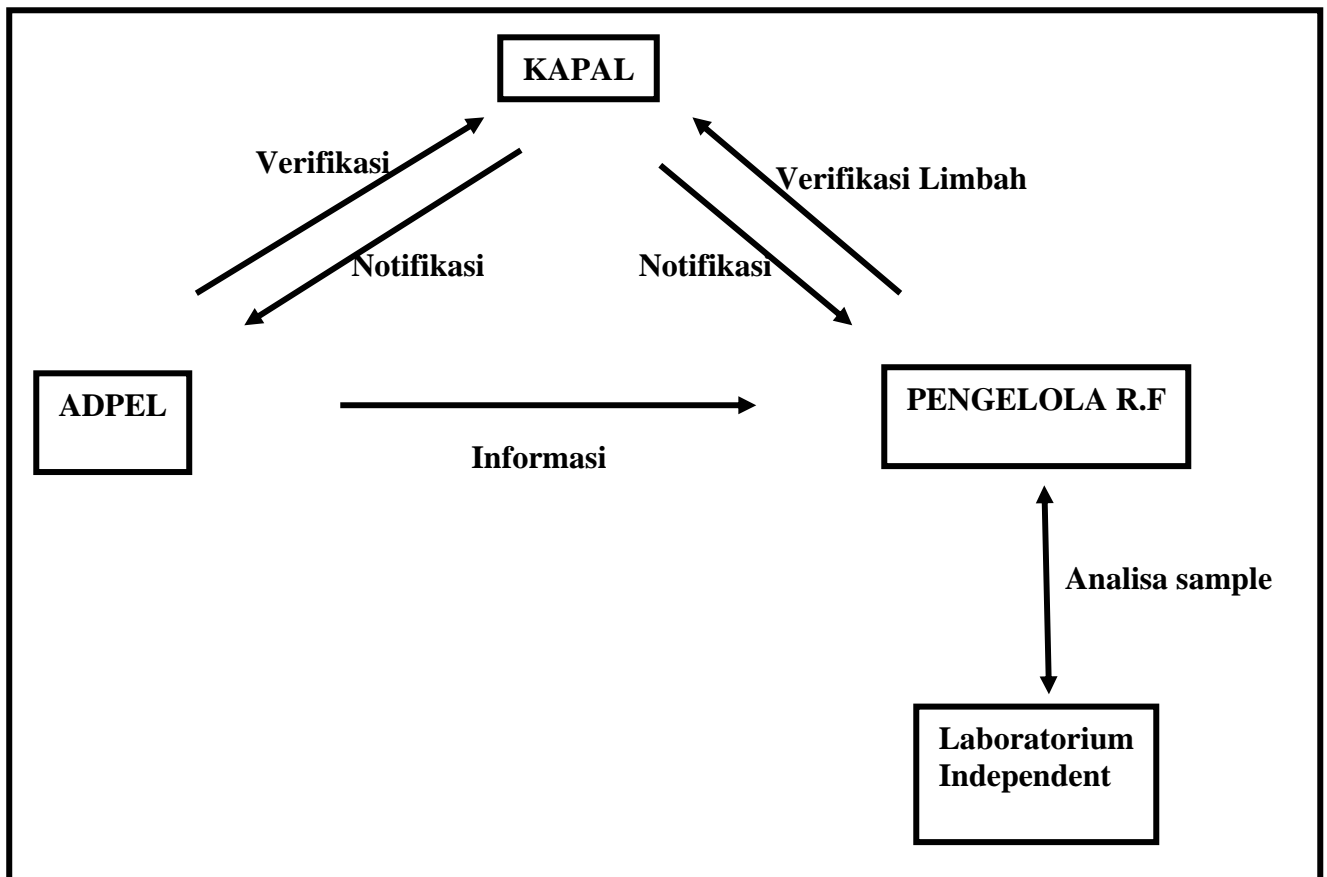 KAPAL
Verifikasi
Verifikasi Limbah
Notifikasi
Notifikasi
ADPEL
PENGELOLA R.F
Informasi
Analisa sample
Laboratorium
Independent